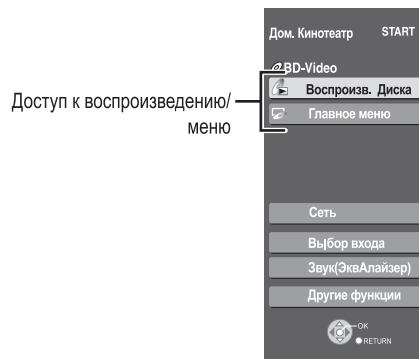 Дом. Кинотеатр START
BD-Video
Воспроизв. Диска
Главное меню
Доступ к воспроизведению/
меню
Сеть
Выбор входа
Звук(ЭквАлайзер)
Другие функции
OK
RETURN